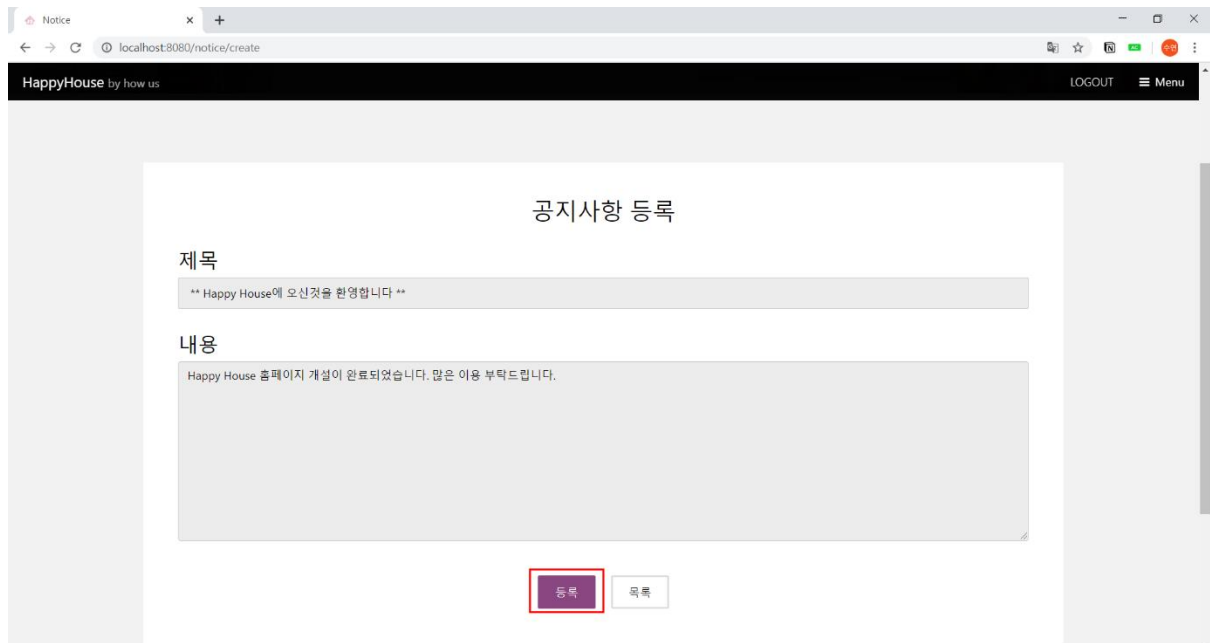 Notice
localhost:8080/notice/create
수연
HappyHouse by how us
LOGOUT
Menu
공지사항 등록
제목
** Happy House에 오신것을 환영합니다 **
내용
Happy House 홈페이지 개설이 완료되었습니다. 많은 이용 부탁드립니다.
등록
목록